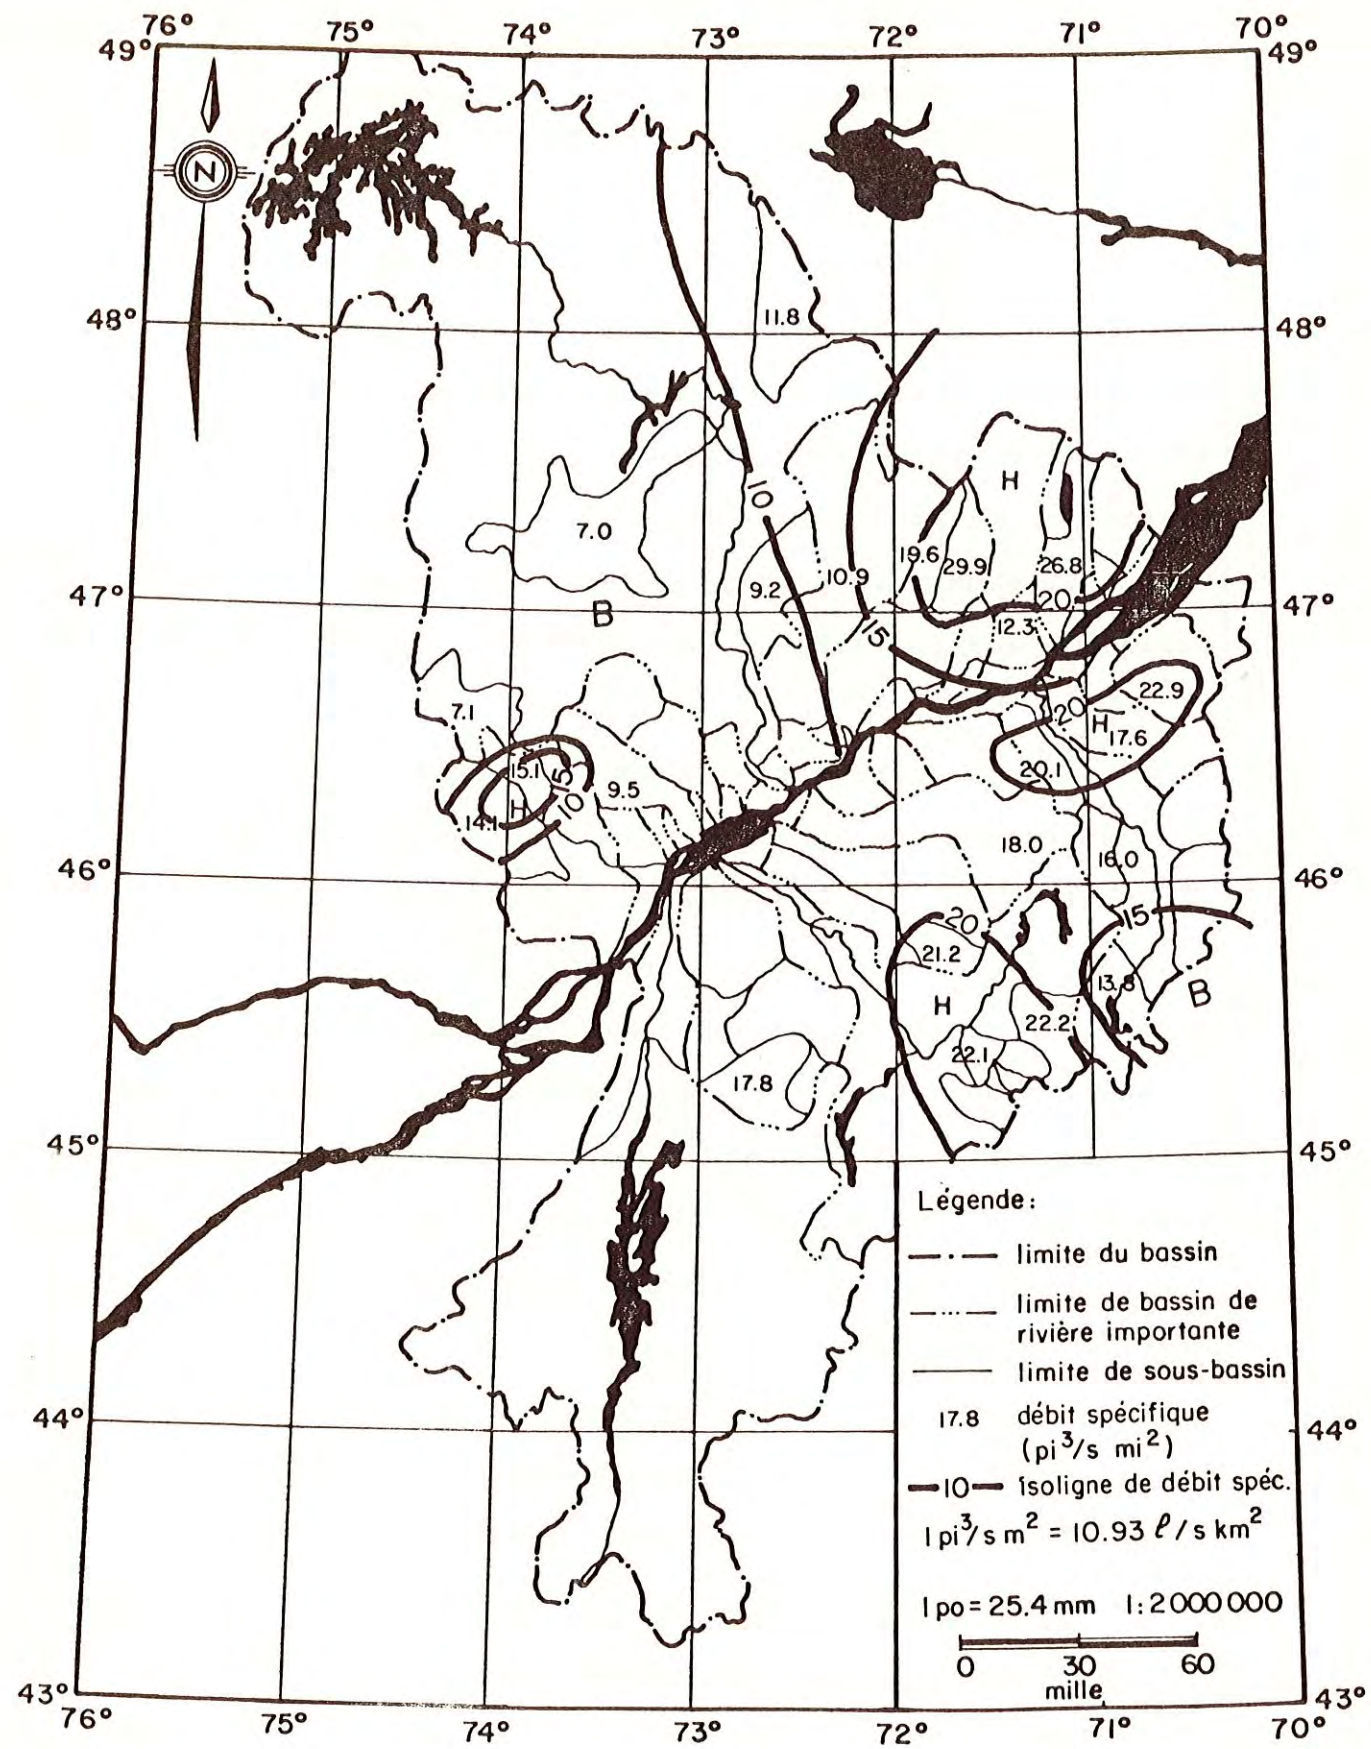 76° 75° 74° 73° 72° 71° 70°
49° 49°
N
48° 11.8 48°
H
10
7.0
19.6 29.9 26.8
9.2 10.9
20
47° B 12.3 47°
15
22.9
7.1 20 H 17.6
15.1 15 20.1
9.5
H 10
14.1
18.0 16.0
46° 46°
20 15
21.2
13.8 B
H
22.2
22.1
17.8
45° 45°
Légende:
limite du bassin
limite de bassin de
rivière importante
limite de sous-bassin
17.8 débit spécifique
(pi³/s mi²)
44° 44°
10 isoligne de débit spéc.
1 pi³/s m² = 10.93 ℓ/s km²
1 po = 25.4 mm 1:2 000 000
0 30 60
mille
43° 43°
76° 75° 74° 73° 72° 71° 70°